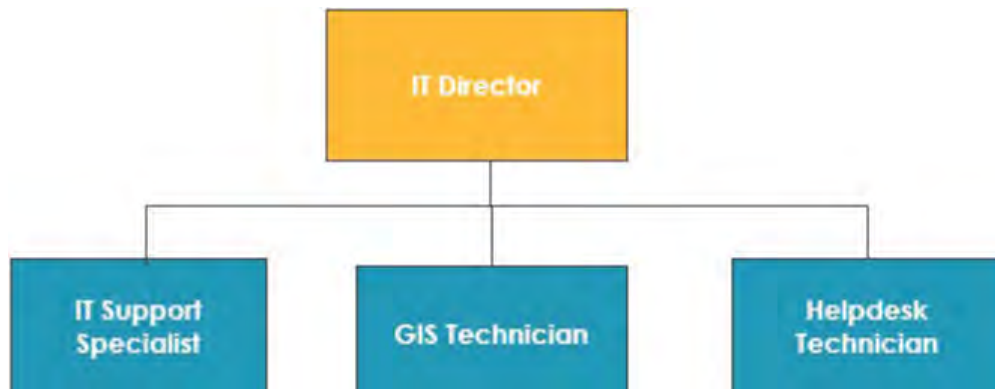 IT Director
IT Support
Specialist
GIS Technician
Helpdesk
Technician